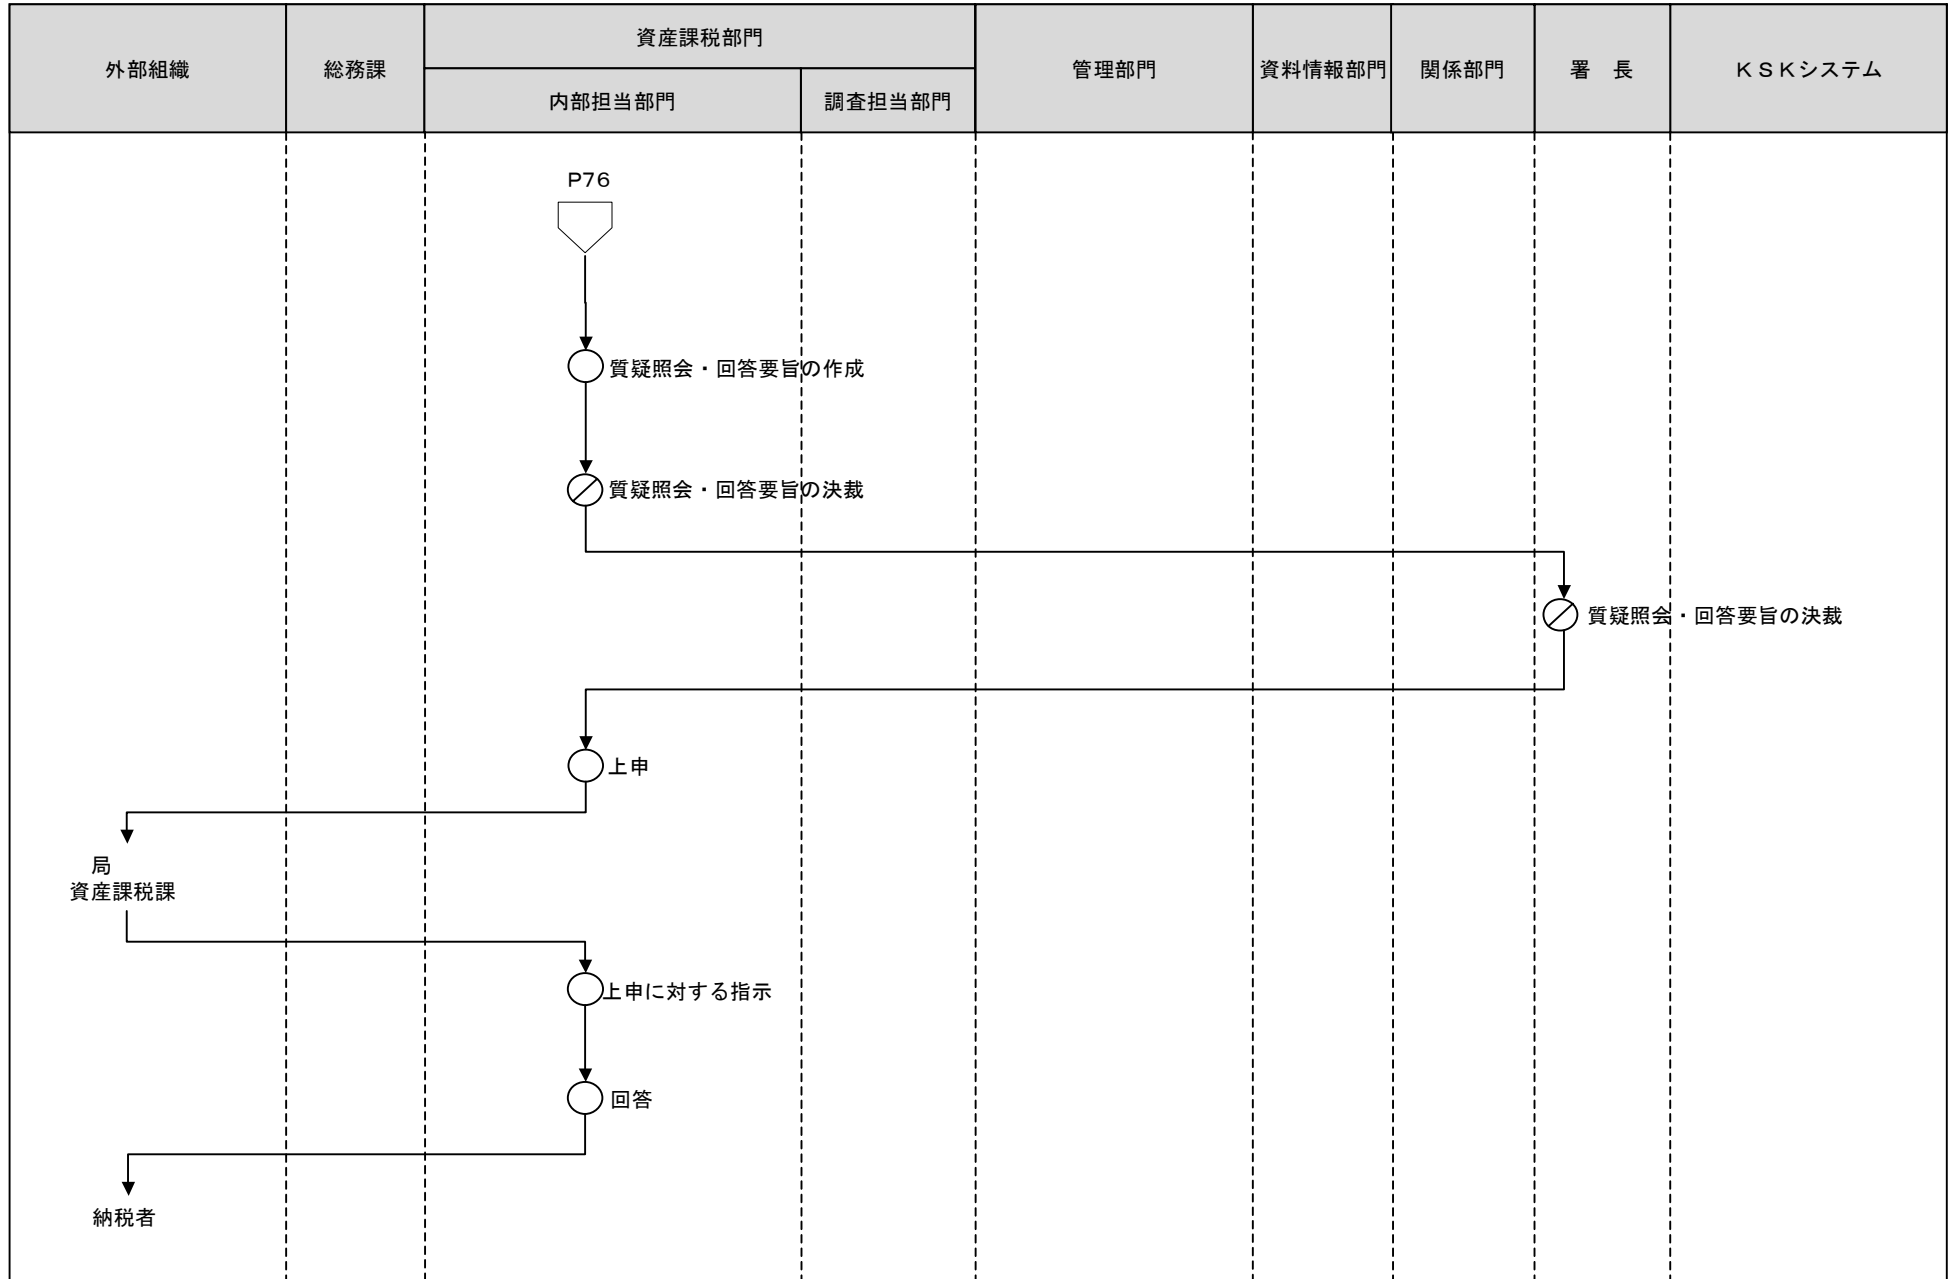 外部組織
総務課
資産課税部門
内部担当部門
調査担当部門
管理部門
資料情報部門
関係部門
署　長
ＫＳＫシステム
P76
質疑照会・回答要旨の作成
質疑照会・回答要旨の決裁
質疑照会・回答要旨の決裁
上申
局
資産課税課
上申に対する指示
回答
納税者